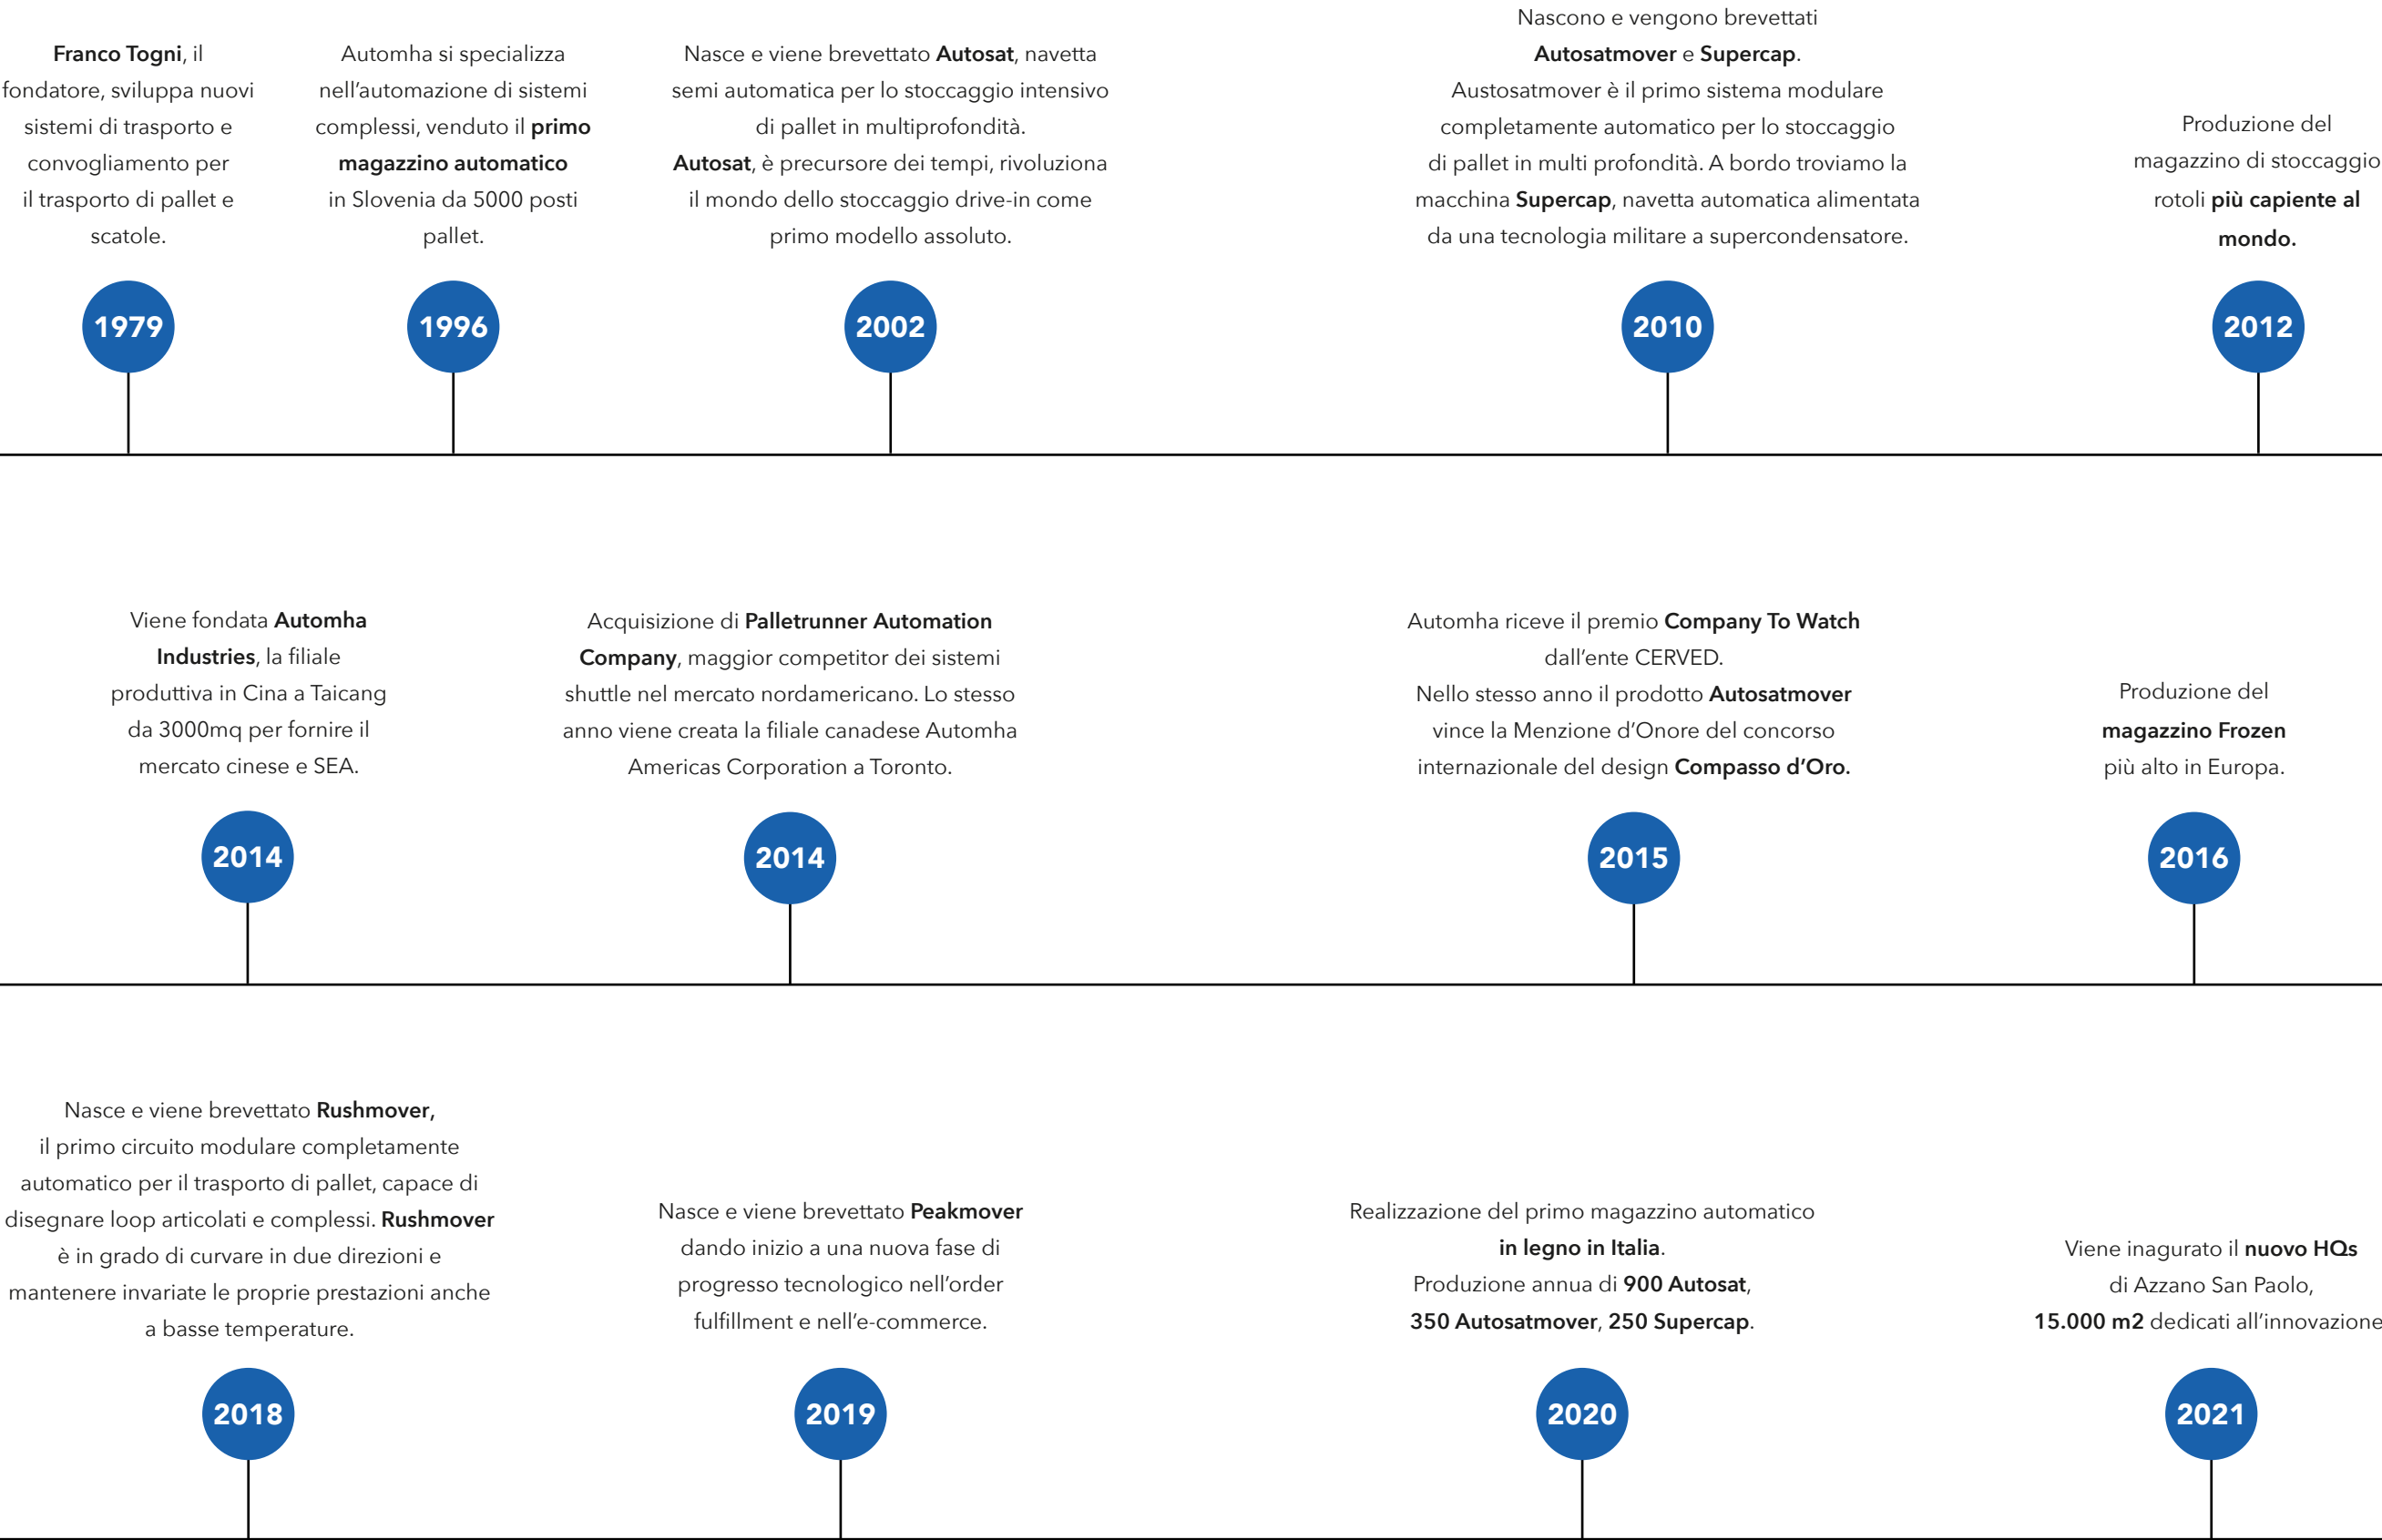 Franco Togni, il
fondatore, sviluppa nuovi
sistemi di trasporto e
convogliamento per
il trasporto di pallet e
scatole.
1979
Automha si specializza
nell'automazione di sistemi
complessi, venduto il primo
magazzino automatico
in Slovenia da 5000 posti
pallet.
1996
Nasce e viene brevettato Autosat, navetta
semi automatica per lo stoccaggio intensivo
di pallet in multiprofondità.
Autosat, è precursore dei tempi, rivoluziona
il mondo dello stoccaggio drive-in come
primo modello assoluto.
2002
Nascono e vengono brevettati
Autosatmover e Supercap.
Austosatmover è il primo sistema modulare
completamente automatico per lo stoccaggio
di pallet in multi profondità. A bordo troviamo la
macchina Supercap, navetta automatica alimentata
da una tecnologia militare a supercondensatore.
2010
Produzione del
magazzino di stoccaggio
rotoli più capiente al
mondo.
2012
Viene fondata Automha
Industries, la filiale
produttiva in Cina a Taicang
da 3000mq per fornire il
mercato cinese e SEA.
2014
Acquisizione di Palletrunner Automation
Company, maggior competitor dei sistemi
shuttle nel mercato nordamericano. Lo stesso
anno viene creata la filiale canadese Automha
Americas Corporation a Toronto.
2014
Automha riceve il premio Company To Watch
dall'ente CERVED.
Nello stesso anno il prodotto Autosatmover
vince la Menzione d'Onore del concorso
internazionale del design Compasso d'Oro.
2015
Produzione del
magazzino Frozen
più alto in Europa.
2016
Nasce e viene brevettato Rushmover,
il primo circuito modulare completamente
automatico per il trasporto di pallet, capace di
disegnare loop articolati e complessi. Rushmover
è in grado di curvare in due direzioni e
mantenere invariate le proprie prestazioni anche
a basse temperature.
2018
Nasce e viene brevettato Peakmover
dando inizio a una nuova fase di
progresso tecnologico nell'order
fulfillment e nell'e-commerce.
2019
Realizzazione del primo magazzino automatico
in legno in Italia.
Produzione annua di 900 Autosat,
350 Autosatmover, 250 Supercap.
2020
Viene inagurato il nuovo HQs
di Azzano San Paolo,
15.000 m2 dedicati all'innovazione
2021